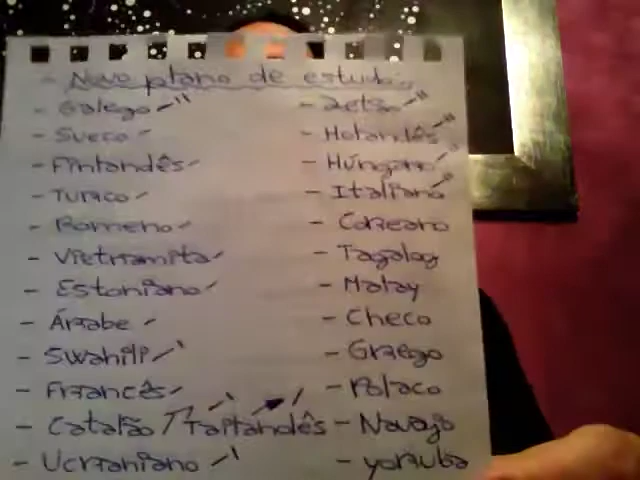 - Novo plano de estudo
- Galego
- Sueco
- Finlandês
- Turco
- Romeno
- Vietnamita
- Estoniano
- Árabe
- Swahili
- Francês
- Catalão / Tailandês
- Ucraniano
- Letão
- Holandês
- Húngaro
- Italiano
- Coreano
- Tagalog
- Malay
- Checo
- Grego
- Polaco
- Navajo
- yoruba